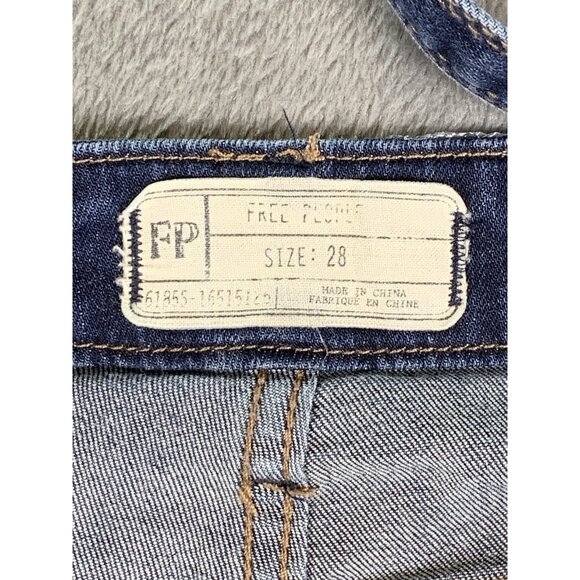 FP
FREE PEOPLE
SIZE: 28
MADE IN CHINA
FABRIQUE EN CHINE